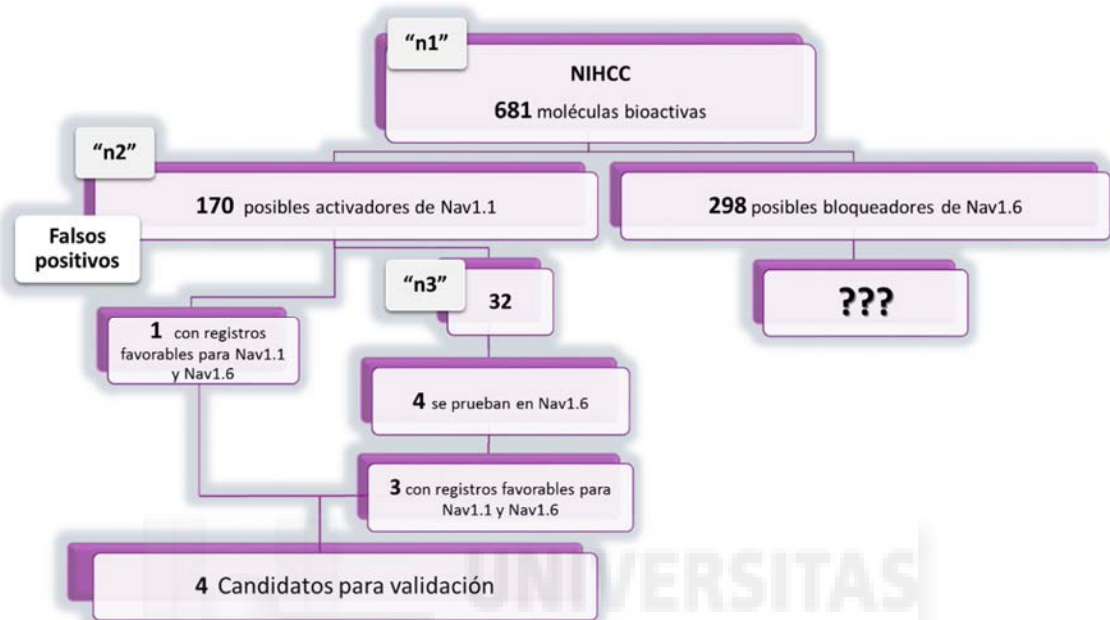 “n1”
NIHCC
681 moléculas bioactivas
“n2”
170 posibles activadores de Nav1.1
298 posibles bloqueadores de Nav1.6
Falsos
positivos
“n3”
32
???
1 con registros
favorables para Nav1.1
y Nav1.6
4 se prueban en Nav1.6
3 con registros favorables para
Nav1.1 y Nav1.6
4 Candidatos para validación
UNIVERSITAS